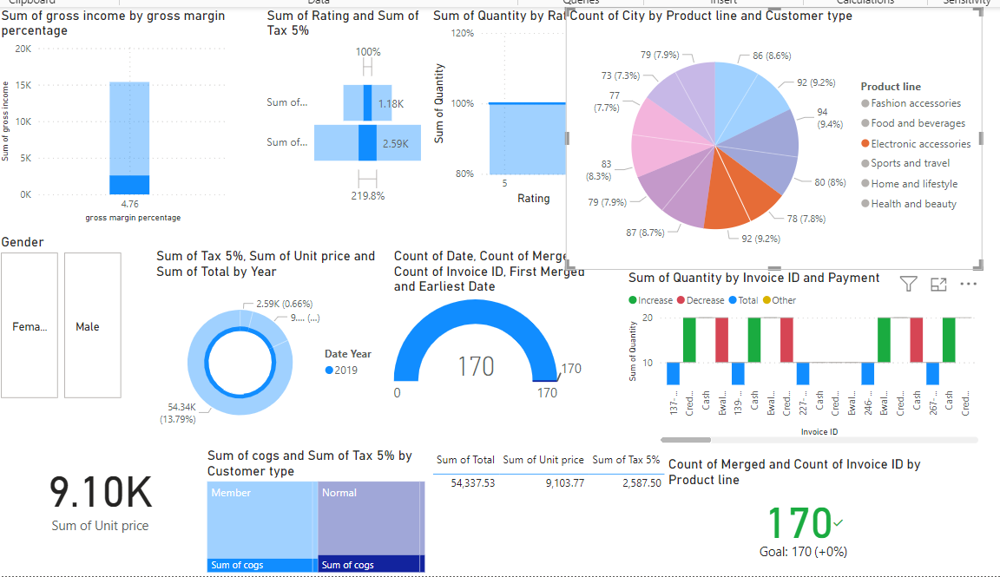 Clipboard
Data
Queries
Insert
Calculations
Sensitivity
Sum of gross income by gross margin
percentage
20K
15K
10K
5K
0K
Sum of gross income
4.76
gross margin percentage
Sum of Rating and Sum of
Tax 5%
100%
Sum of...
1.18K
Sum of...
2.59K
219.8%
Sum of Quantity by Rat
120%
100%
80%
Sum of Quantity
5
Rating
Count of City by Product line and Customer type
79 (7.9%)
86 (8.6%)
73 (7.3%)
92 (9.2%)
77
(7.7%)
94
(9.4%)
83
(8.3%)
80 (8%)
79 (7.9%)
78 (7.8%)
87 (8.7%)
92 (9.2%)
Product line
Fashion accessories
Food and beverages
Electronic accessories
Sports and travel
Home and lifestyle
Health and beauty
Gender
Fema...
Male
Sum of Tax 5%, Sum of Unit price and
Sum of Total by Year
2.59K (0.66%)
9.... (...)
54.34K
(13.79%)
Date Year
2019
Count of Date, Count of Merge
Count of Invoice ID, First Merged
and Earliest Date
170
170
0
170
Sum of Quantity by Invoice ID and Payment
Increase
Decrease
Total
Other
20
10
Sum of Quantity
137-...
Cred...
Cash
Ewal...
139-...
Cash
Ewal...
Cred...
227-...
Cash
Cred...
Ewal...
246-...
Ewal...
Cred...
Cash
267-...
Cash
Cred...
Invoice ID
9.10K
Sum of Unit price
Sum of cogs and Sum of Tax 5% by
Customer type
Member
Normal
Sum of cogs
Sum of cogs
Sum of Total Sum of Unit price Sum of Tax 5%
54,337.53 9,103.77 2,587.50
Count of Merged and Count of Invoice ID by
Product line
170
Goal: 170 (+0%)